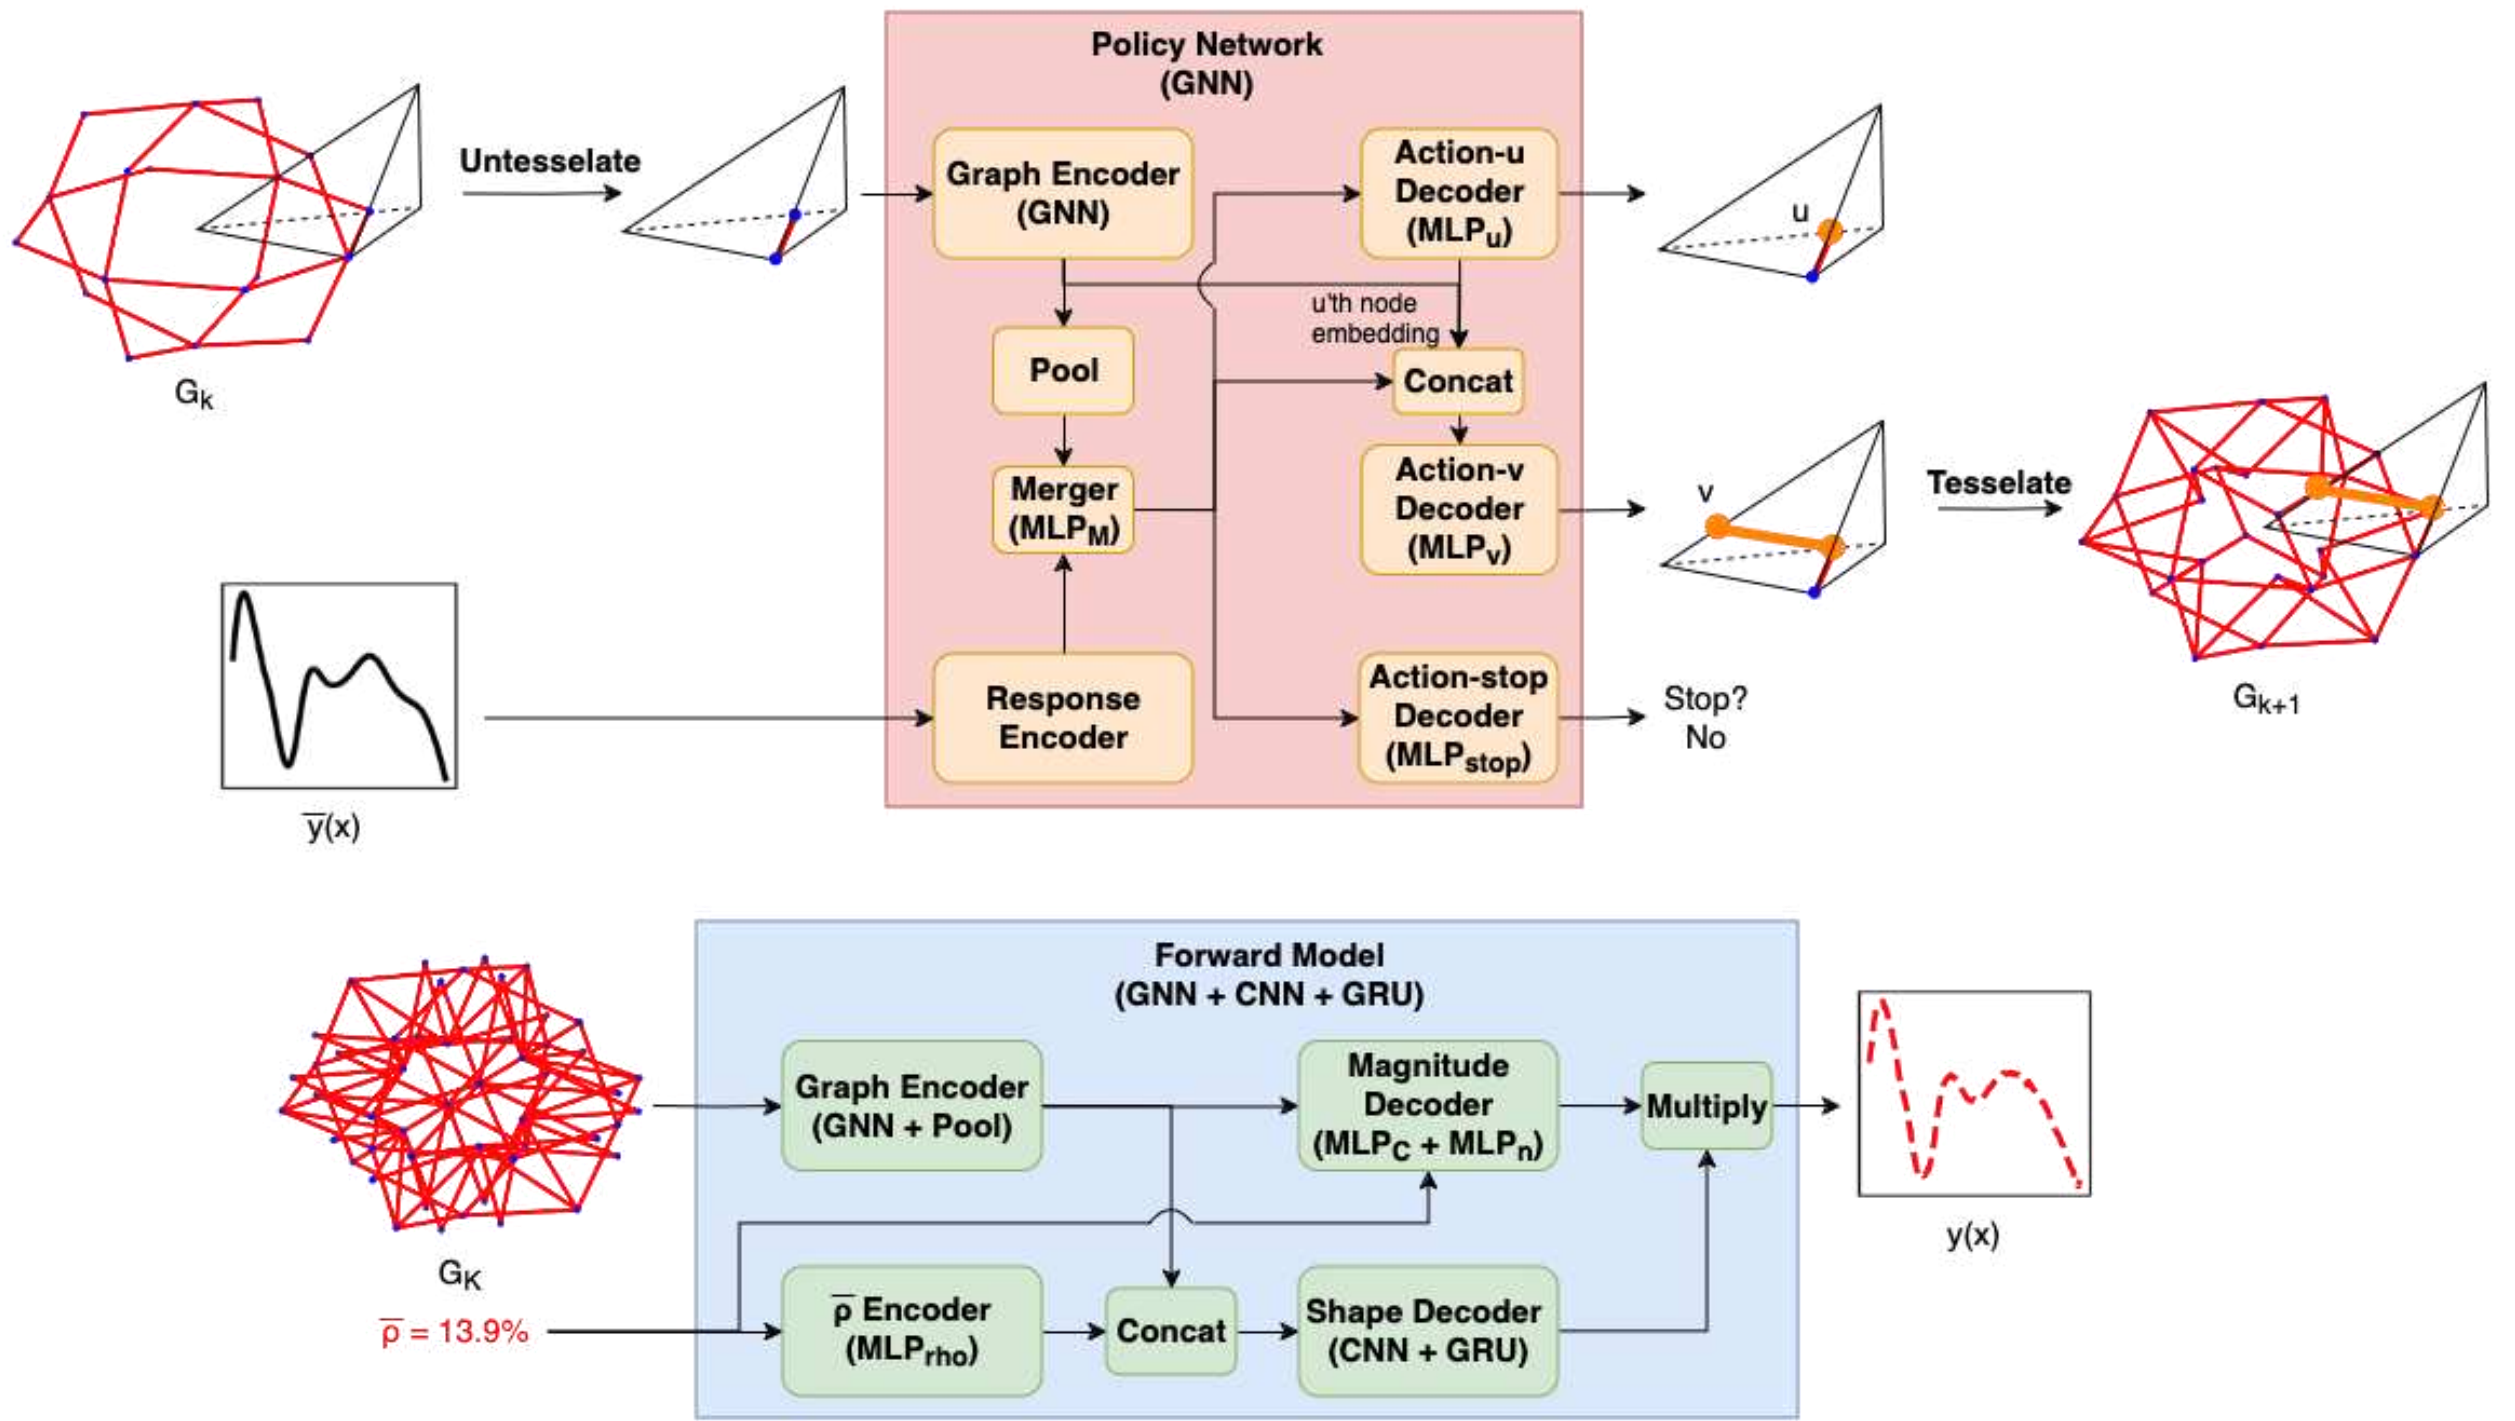 Policy Network
(GNN)
Untesselate
Graph Encoder
(GNN)
Action-u
Decoder
(MLPu)
u
u'th node
embedding
Gk
Pool
Concat
Merger
(MLPM)
Action-v
Decoder
(MLPv)
v
Tesselate
Gk+1
Response
Encoder
Action-stop
Decoder
(MLPstop)
Stop?
No
y̅(x)
Forward Model
(GNN + CNN + GRU)
Graph Encoder
(GNN + Pool)
Magnitude
Decoder
(MLPC + MLPn)
Multiply
y(x)
GK
ρ̅ = 13.9%
ρ̅ Encoder
(MLPrho)
Concat
Shape Decoder
(CNN + GRU)